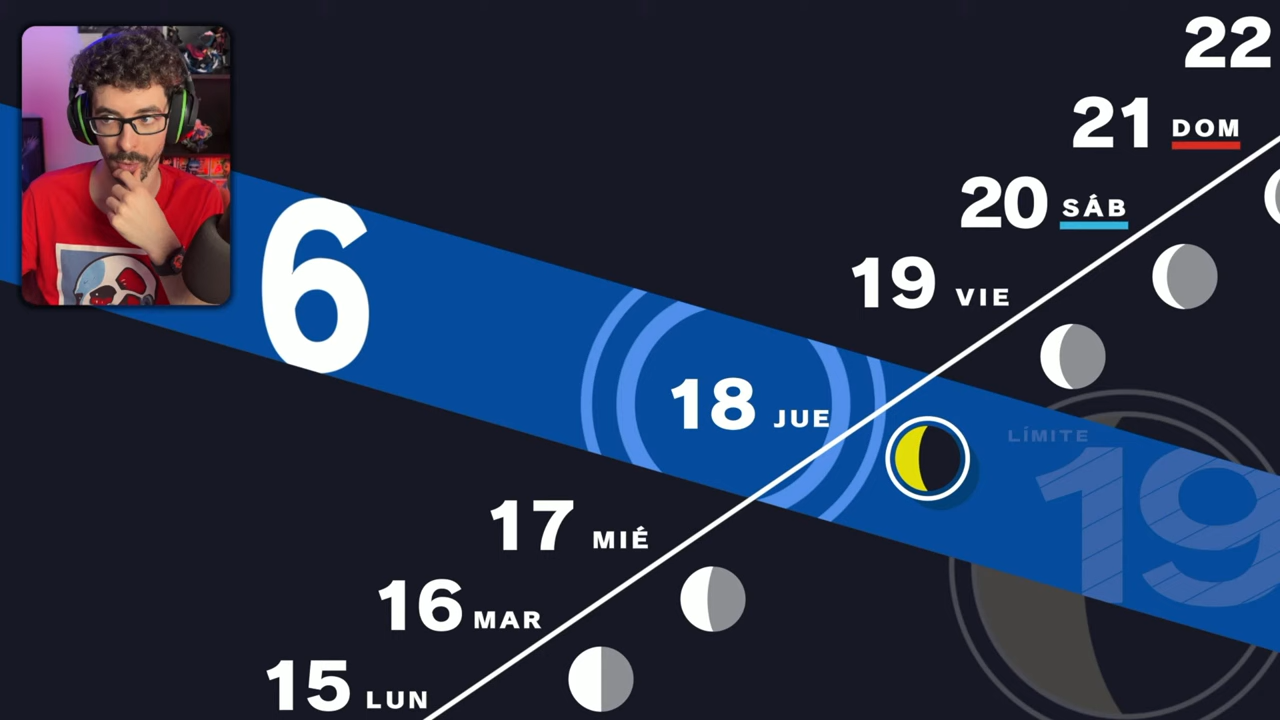 22
21 DOM
20 SÁB
19 VIE
6
18 JUE
LÍMITE
19
17 MIÉ
16 MAR
15 LUN